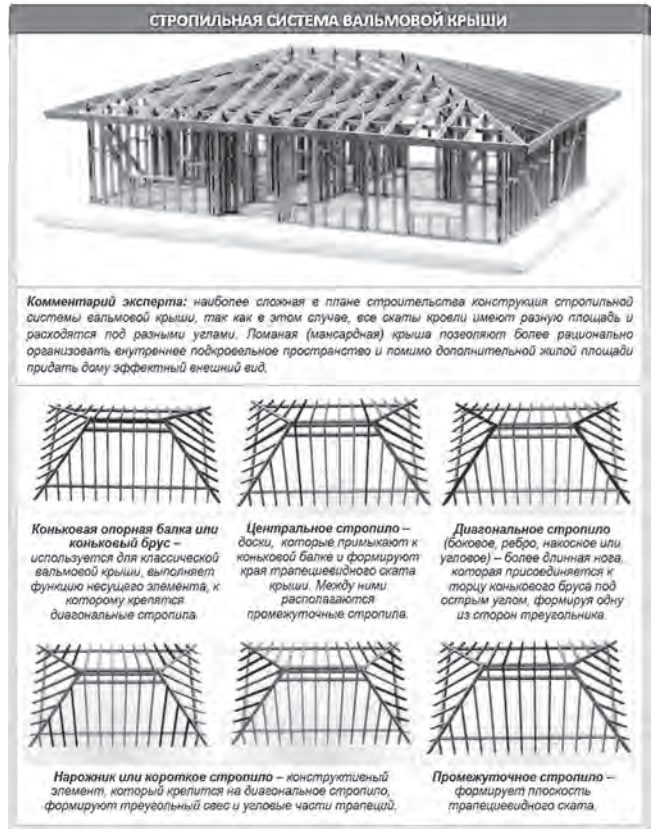 СТРОПИЛЬНАЯ СИСТЕМА ВАЛЬМОВОЙ КРЫШИ
Комментарий эксперта: наиболее сложная в плане строительства конструкция стропильной
системы вальмовой крыши, так как в этом случае, все скаты кровли имеют разную площадь и
расходятся под разными углами. Ломаная (мансардная) крыша позволяют более рационально
организовать внутреннее подкровельное пространство и помимо дополнительной жилой площади
придать дому эффектный внешний вид.
Коньковая опорная балка или
коньковый брус –
используется для классической
вальмовой крыши, выполняет
функцию несущего элемента, к
которому крепятся
диагональные стропила.
Центральное стропило –
доски, которые примыкают к
коньковой балке и формируют
края трапециевидного ската
крыши. Между ними
располагаются
промежуточные стропила.
Диагональное стропило
(боковое, ребро, накосное или
угловое) – более длинная нога,
которая присоединяется к
торцу конькового бруса под
острым углом, формируя одну
из сторон треугольника.
Нарожник или короткое стропило – конструктивный
элемент, который крепится на диагональное стропило,
формируют треугольный свес и угловые части трапеций.
Промежуточное стропило –
формирует плоскость
трапециевидного ската.